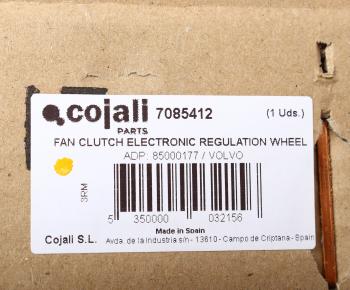 cojali 7085412 (1 Uds.)
PARTS
FAN CLUTCH ELECTRONIC REGULATION WHEEL
ADP: 85000177 / VOLVO
3RM
5 350000 032156
Made in Spain
Cojali S.L. Avda. de la Industria s/n - 13610 - Campo de Criptana - Spain